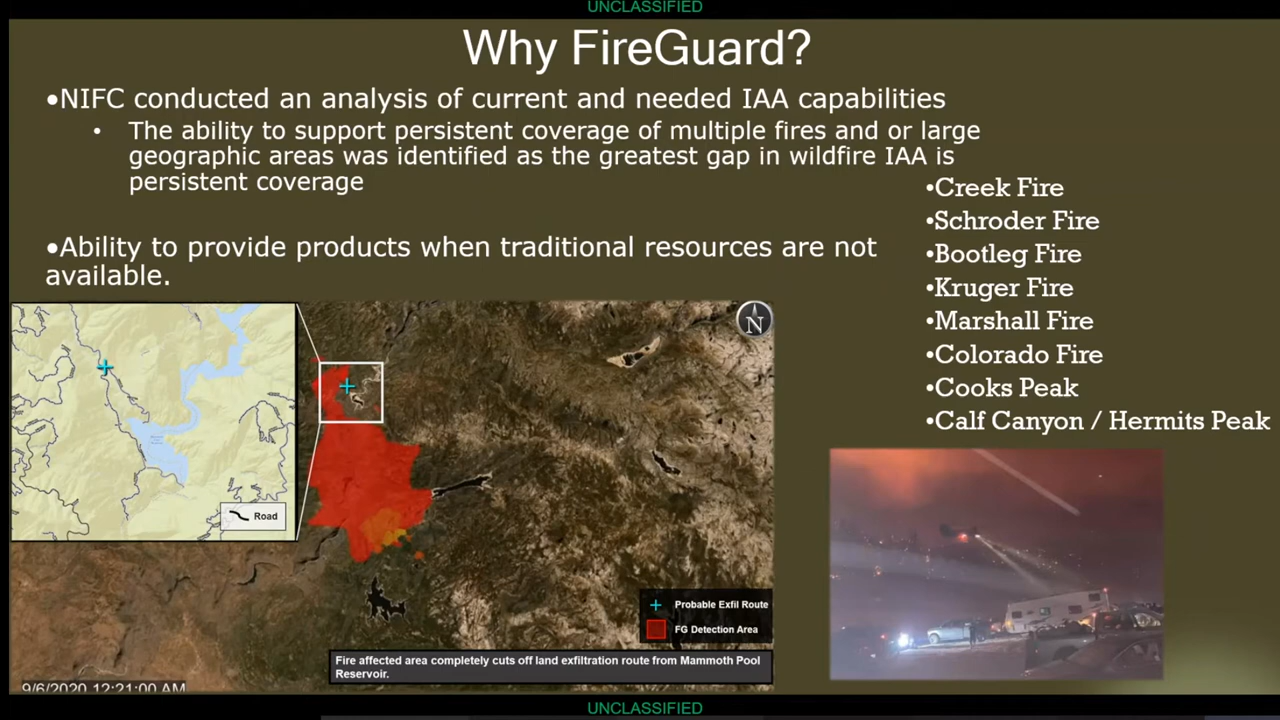 UNCLASSIFIED
Why FireGuard?
•NIFC conducted an analysis of current and needed IAA capabilities
• The ability to support persistent coverage of multiple fires and or large
geographic areas was identified as the greatest gap in wildfire IAA is
persistent coverage
•Ability to provide products when traditional resources are not
available.
•Creek Fire
•Schroder Fire
•Bootleg Fire
•Kruger Fire
•Marshall Fire
•Colorado Fire
•Cooks Peak
•Calf Canyon / Hermits Peak
Road
N
Probable Exfil Route
FG Detection Area
Fire affected area completely cuts off land exfiltration route from Mammoth Pool
Reservoir.
9/6/2020 12:21:00 AM
UNCLASSIFIED